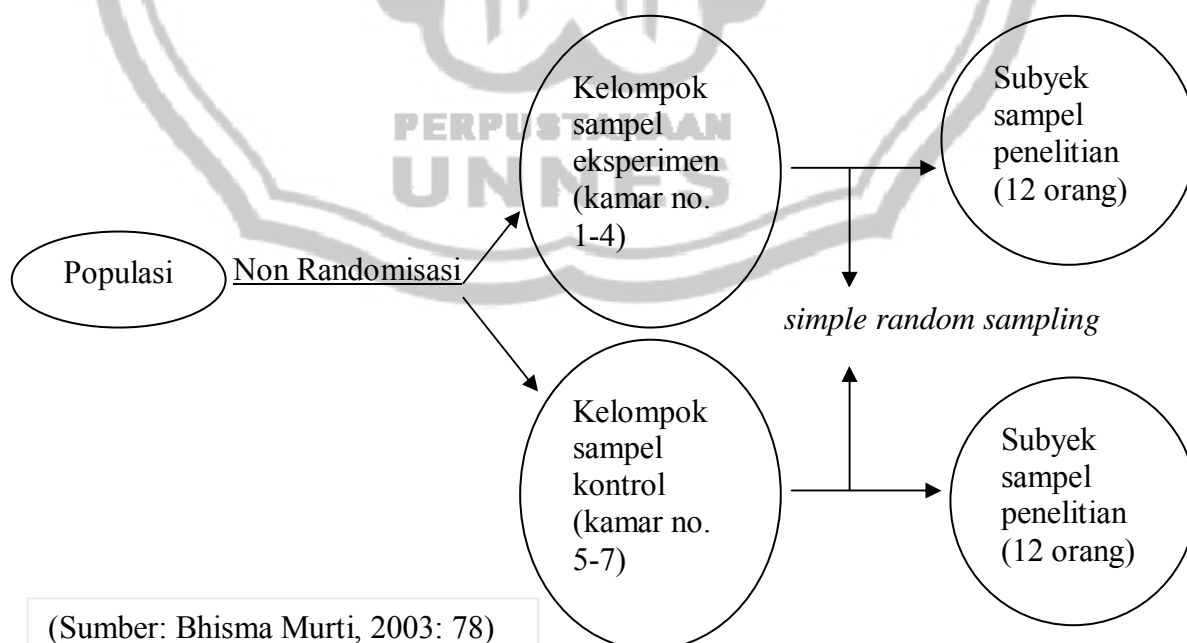 Populasi
Non Randomisasi
Kelompok
sampel
eksperimen
(kamar no.
1-4)
Subyek
sampel
penelitian
(12 orang)
simple random sampling
Kelompok
sampel
kontrol
(kamar no.
5-7)
Subyek
sampel
penelitian
(12 orang)
PERPUSTAKAAN
UNNES
(Sumber: Bhisma Murti, 2003: 78)